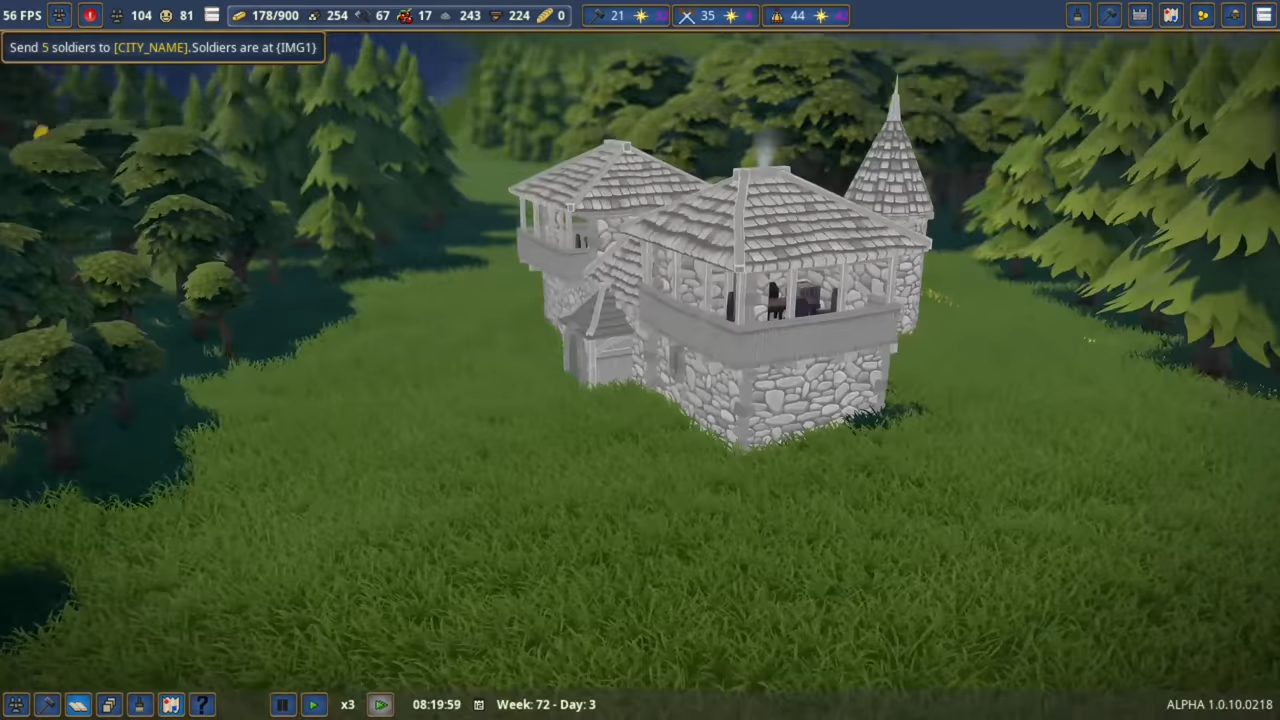 56 FPS 104 81 178/900 254 67 17 243 224 0 21 35 44
Send 5 soldiers to [CITY_NAME].Soldiers are at {IMG1}
x3 08:19:59 Week: 72 - Day: 3 ALPHA 1.0.10.0218